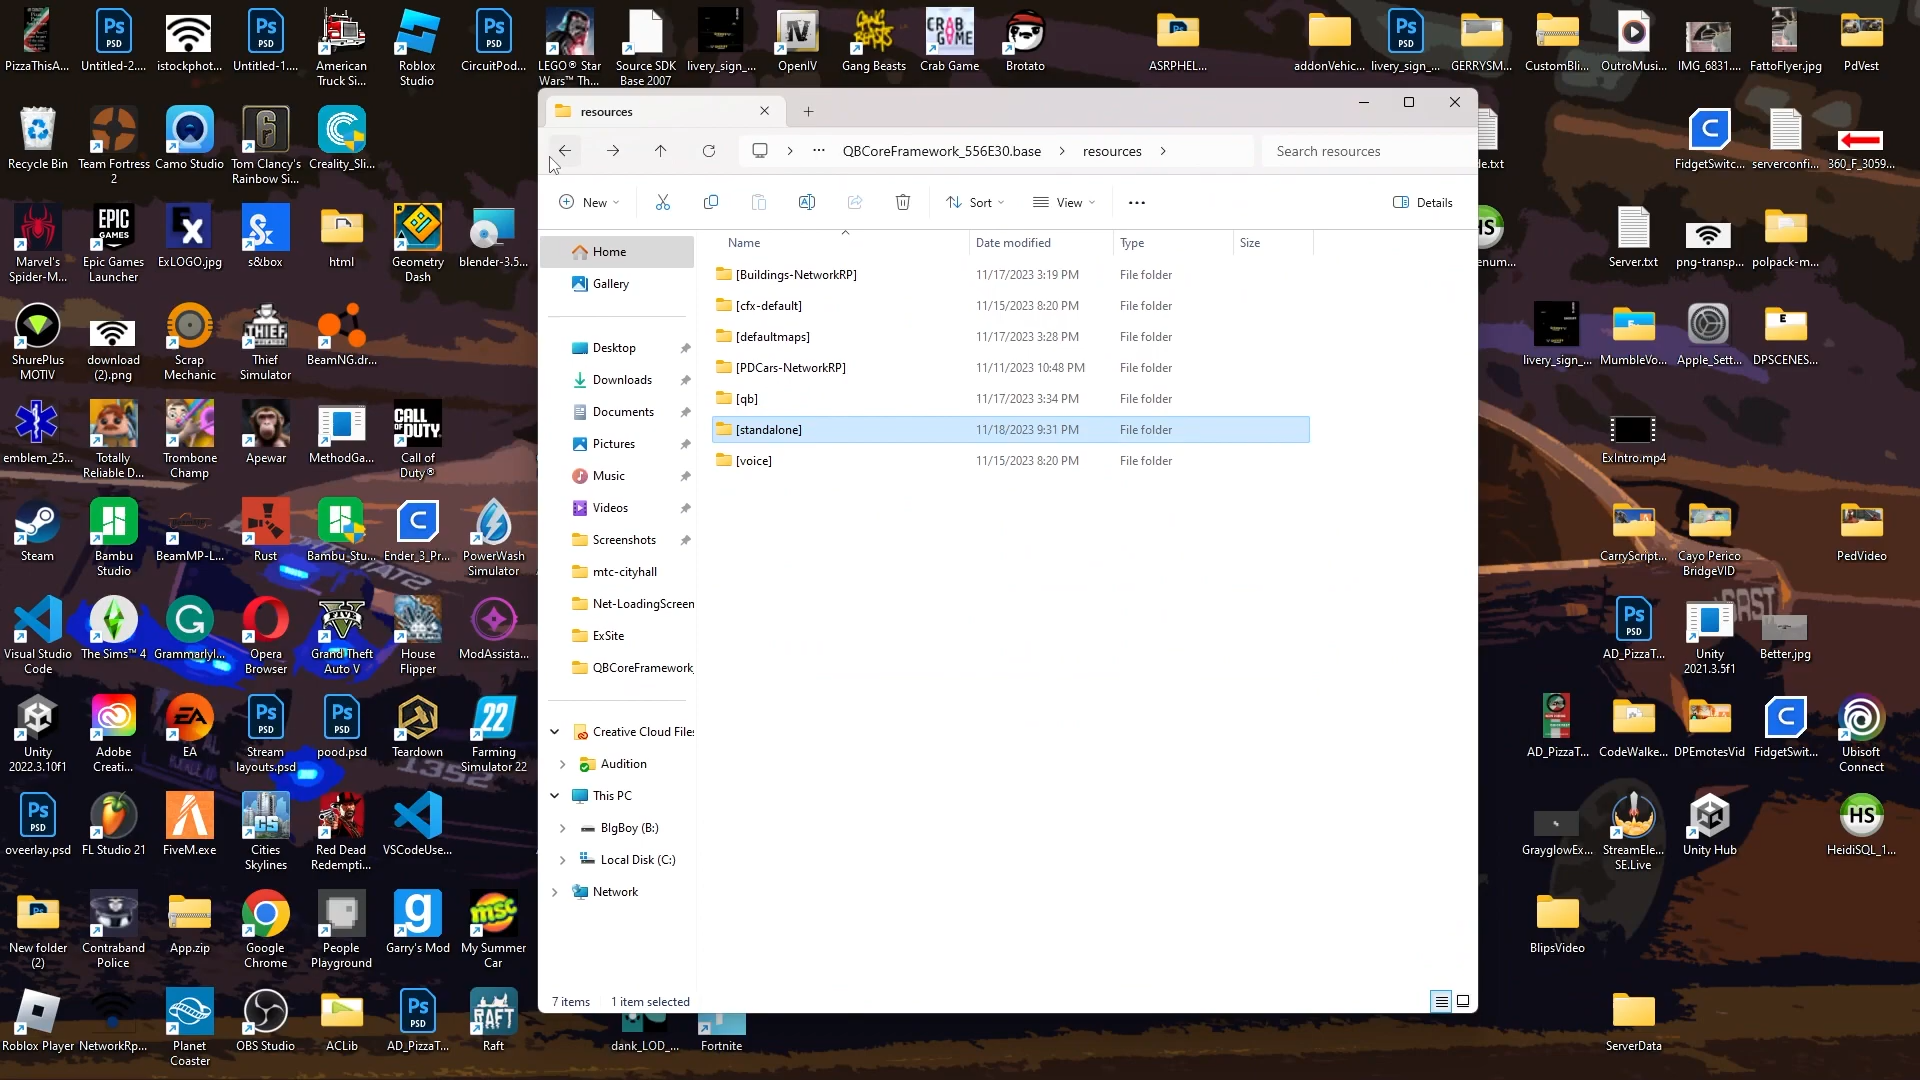 PizzaThisA...
Untitled-2....
istockphot...
Untitled-1....
American
Truck Si...
Roblox
Studio
CircuitPod...
LEGO® Star
Wars™ Th...
Source SDK
Base 2007
livery_sign_...
OpenIV
Gang Beasts
Crab Game
Brotato
ASRPHEL...
addonVehic...
livery_sign_...
GERRYSM...
CustomBli...
OutroMusi...
IMG_6831....
FattoFlyer.jpg
PdVest
resources
QBCoreFramework_556E30.base
resources
Search resources
New
Sort
View
Details
Name
Date modified
Type
Size
[Buildings-NetworkRP] 11/17/2023 3:19 PM File folder
[cfx-default] 11/15/2023 8:20 PM File folder
[defaultmaps] 11/17/2023 3:28 PM File folder
[PDCars-NetworkRP] 11/11/2023 10:48 PM File folder
[qb] 11/17/2023 3:34 PM File folder
[standalone] 11/18/2023 9:31 PM File folder
[voice] 11/15/2023 8:20 PM File folder
Home
Gallery
Desktop
Downloads
Documents
Pictures
Music
Videos
Screenshots
mtc-cityhall
Net-LoadingScreen
ExSite
QBCoreFramework_
Creative Cloud Files
Audition
This PC
BIgBoy (B:)
Local Disk (C:)
Network
7 items
1 item selected
Recycle Bin
Team Fortress
2
Camo Studio
Tom Clancy's
Rainbow Si...
Creality_Sli...
FidgetSwitc...
serverconfi...
360_F_3059...
Marvel's
Spider-M...
Epic Games
Launcher
ExLOGO.jpg
s&box
html
Geometry
Dash
blender-3.5...
Server.txt
png-transp...
polpack-m...
ShurePlus
MOTIV
download
(2).png
Scrap
Mechanic
Thief
Simulator
BeamNG.dr...
livery_sign_...
MumbleVo...
Apple_Sett...
DPSCENES...
emblem_25...
Totally
Reliable D...
Trombone
Champ
Apewar
MethodGa...
Call of
Duty®
ExIntro.mp4
Steam
Bambu
Studio
BeamMP-L...
Rust
Bambu_Stu...
Ender_3_Pr...
PowerWash
Simulator
CarryScript...
Cayo Perico
BridgeVID
PedVideo
Visual Studio
Code
The Sims™ 4
Grammarlyl...
Opera
Browser
Grand Theft
Auto V
House
Flipper
ModAssista...
AD_PizzaT...
Unity
2021.3.5f1
Better.jpg
Unity
2022.3.10f1
Adobe
Creati...
EA
Stream
layouts.psd
pood.psd
Teardown
Farming
Simulator 22
AD_PizzaT...
CodeWalke...
DPEmotesVid
FidgetSwit...
Ubisoft
Connect
oveerlay.psd
FL Studio 21
FiveM.exe
Cities
Skylines
Red Dead
Redempti...
VSCodeUse...
GrayglowEx...
StreamEle...
SE.Live
Unity Hub
HeidiSQL_1...
New folder
(2)
Contraband
Police
App.zip
Google
Chrome
People
Playground
Garry's Mod
My Summer
Car
BlipsVideo
Roblox Player
NetworkRp...
Planet
Coaster
OBS Studio
ACLib
AD_PizzaT...
Raft
dank_LOD_...
Fortnite
ServerData